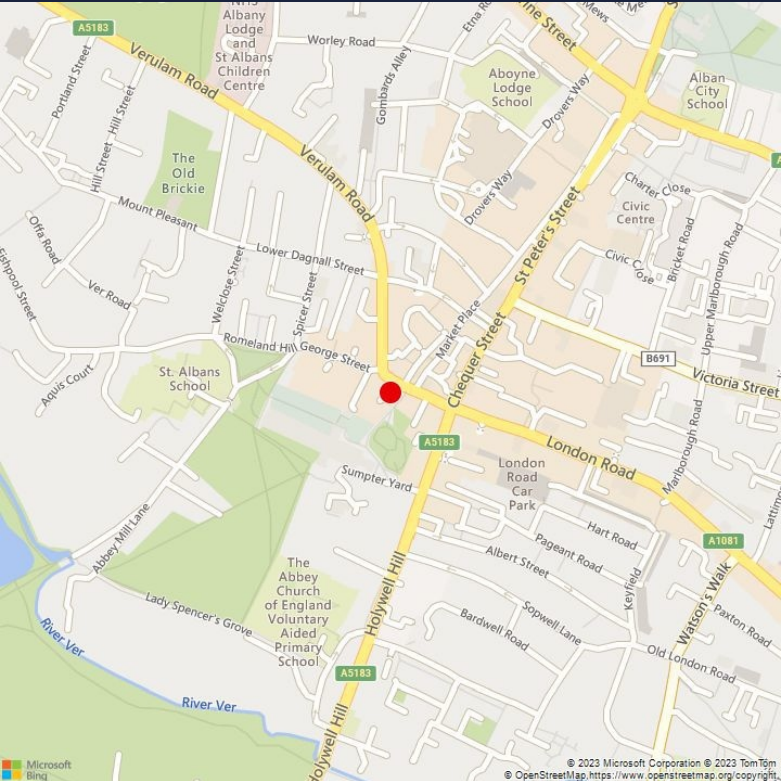 NHS
Albany
Lodge
and
St Albans
Children
Centre
A5183
Verulam Road
Worley Road
Etna Road
Mews
Portland Street
Hill Street
Hill Street
Gombards Alley
Aboyne
Lodge
School
Drovers Way
Alban
City
School
The
Old
Brickie
Verulam Road
Drovers Way
Charter Close
Civic
Centre
Mount Pleasant
Offa Road
Fishpool Street
Ver Road
Welclose Street
Lower Dagnall Street
Spicer Street
St Peter's Street
Civic Close
Bricket Road
Upper Marlborough Road
Market Place
Chequer Street
Romeland Hill
George Street
B691
Victoria Street
St. Albans
School
Aquis Court
A5183
London Road
Marlborough Road
London
Road
Car
Park
Sumpter Yard
Abbey Mill Lane
Hart Road
Pageant Road
Albert Street
A1081
Keyfield
Watson's Walk
The
Abbey
Church
of England
Voluntary
Aided
Primary
School
Holywell Hill
Lady Spencer's Grove
Sopwell Lane
Bardwell Road
Paxton Road
Old London Road
River Ver
A5183
River Ver
Holywell Hill
Microsoft
Bing
© 2023 Microsoft Corporation © 2023 TomTom
© OpenStreetMap,https://www.openstreetmap.org/copyright